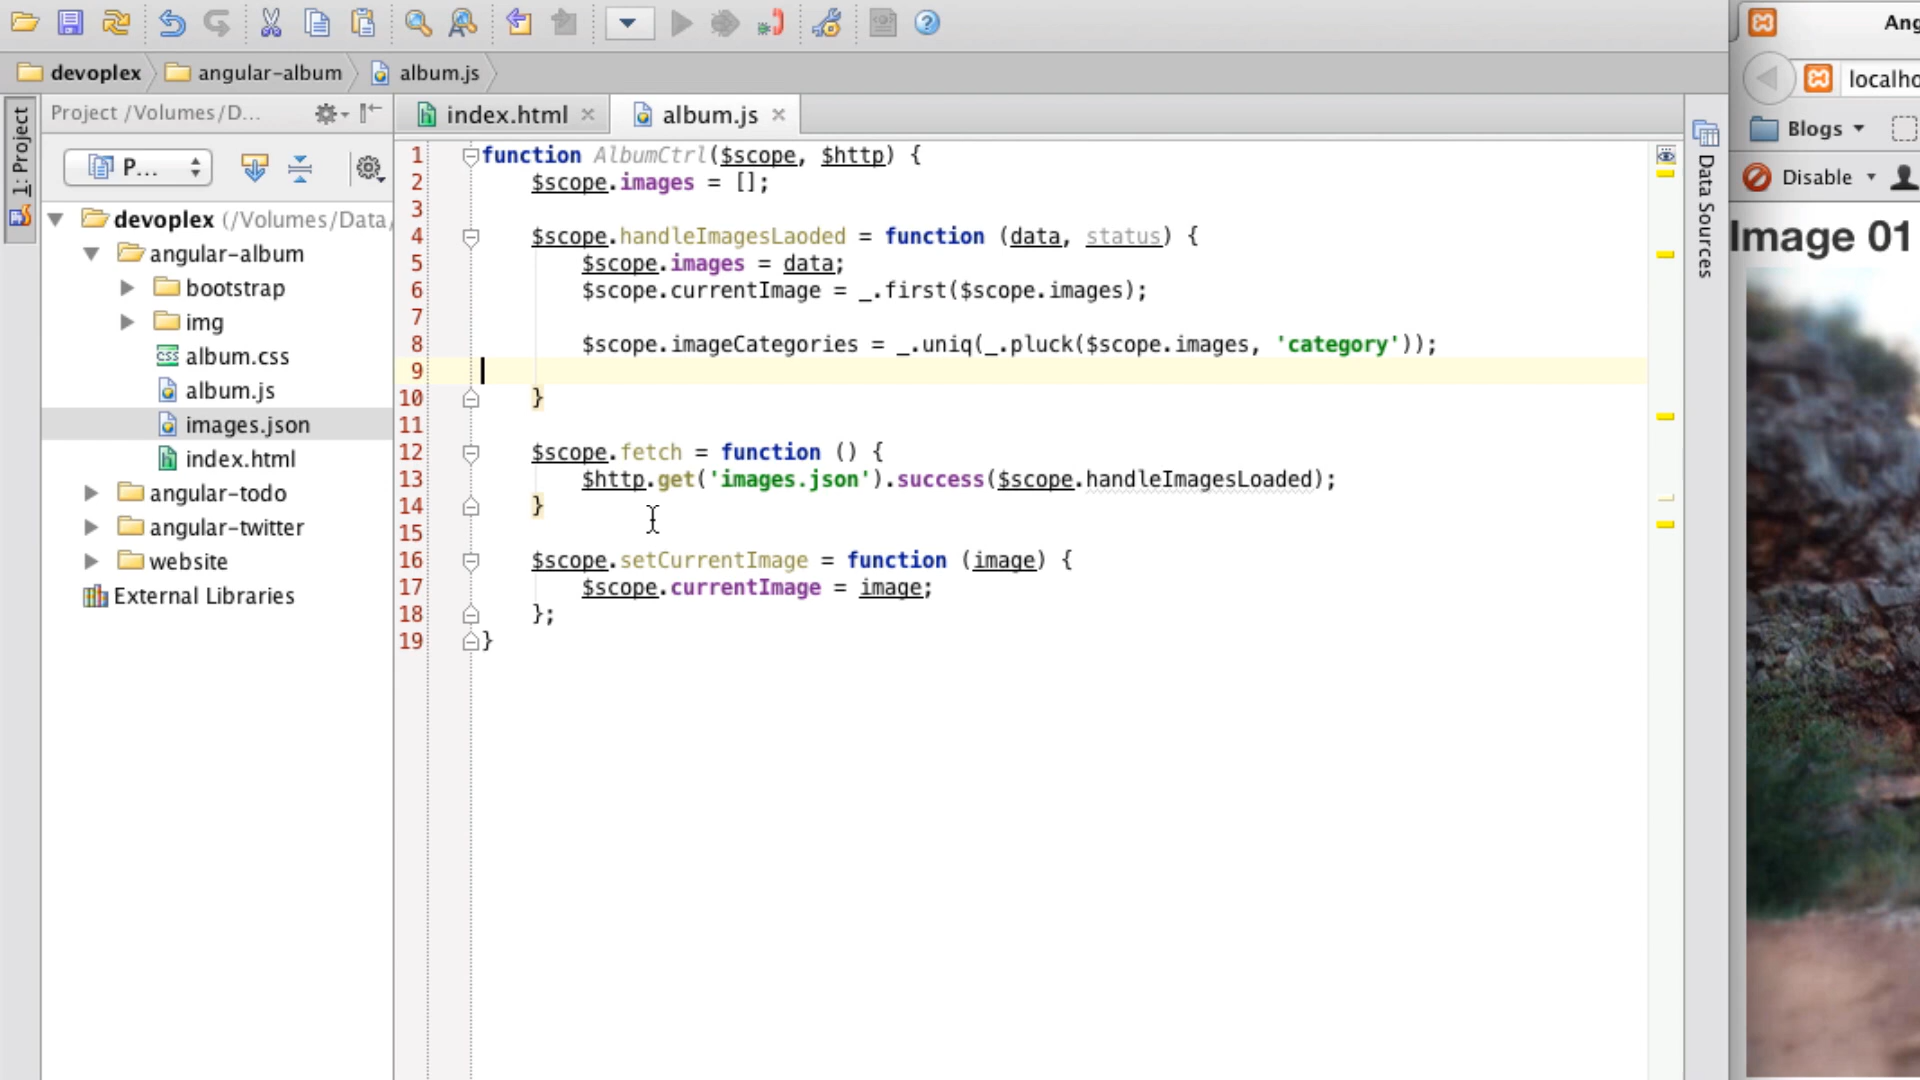 devoplex angular-album album.js
Project /Volumes/D...
index.html
album.js
P...
1: Project
devoplex (/Volumes/Data/
angular-album
bootstrap
img
album.css
album.js
images.json
index.html
angular-todo
angular-twitter
website
External Libraries
1 function AlbumCtrl($scope, $http) {
2 $scope.images = [];
3
4 $scope.handleImagesLaoded = function (data, status) {
5 $scope.images = data;
6 $scope.currentImage = _.first($scope.images);
7
8 $scope.imageCategories = _.uniq(_.pluck($scope.images, 'category'));
9
10 }
11
12 $scope.fetch = function () {
13 $http.get('images.json').success($scope.handleImagesLoaded);
14 }
15
16 $scope.setCurrentImage = function (image) {
17 $scope.currentImage = image;
18 };
19 }
Data Sources
Ang
localho
Blogs
Disable
Image 01